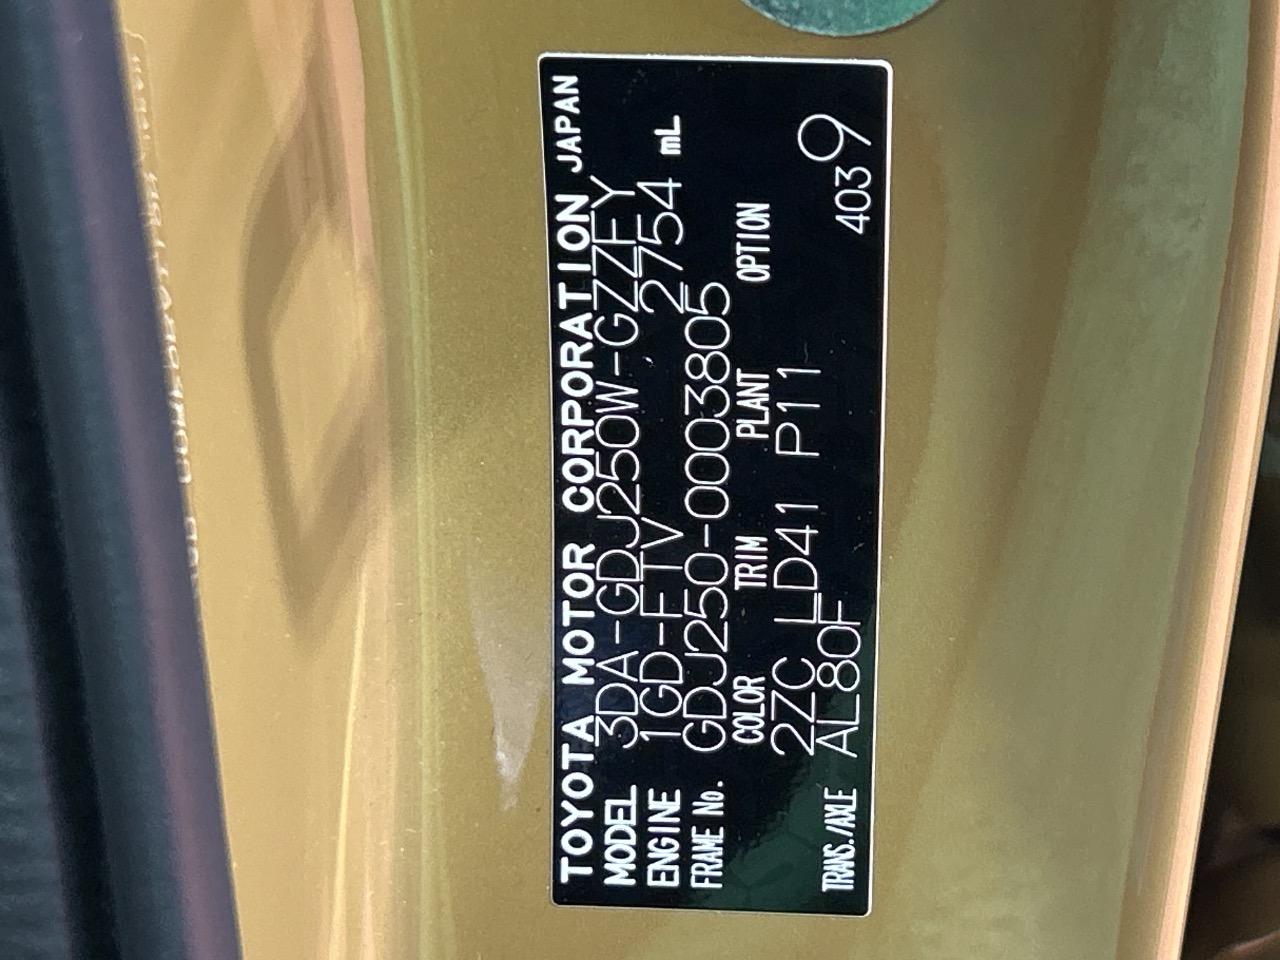 TOYOTA MOTOR CORPORATION JAPAN
MODEL 3DA-GDJ250W-GZZFY
ENGINE 1GD-FTV 2754 mL
FRAME No. GDJ250-0003805
COLOR TRIM PLANT OPTION
2ZC LD41 P11
TRANS./AXLE AL80F 4039